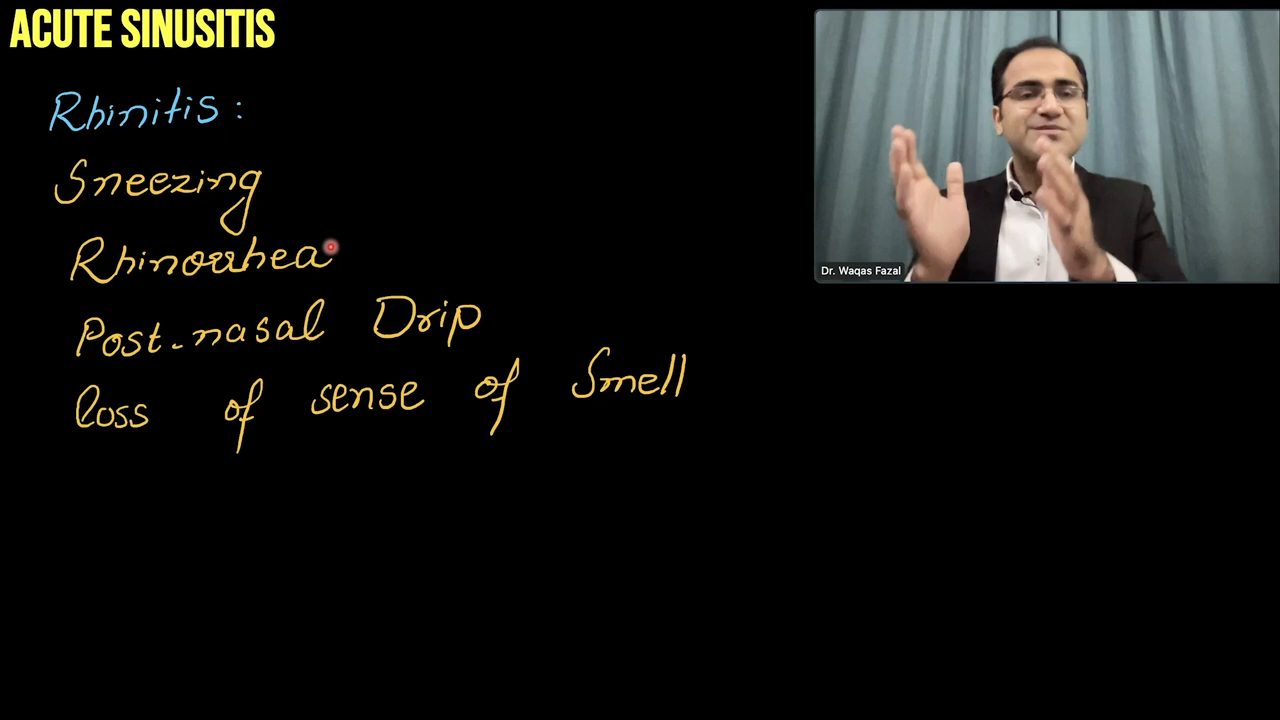 ACUTE SINUSITIS
Rhinitis:
Sneezing
Rhinorrhea
Post-nasal Drip
loss of sense of Smell
Dr. Waqas Fazal